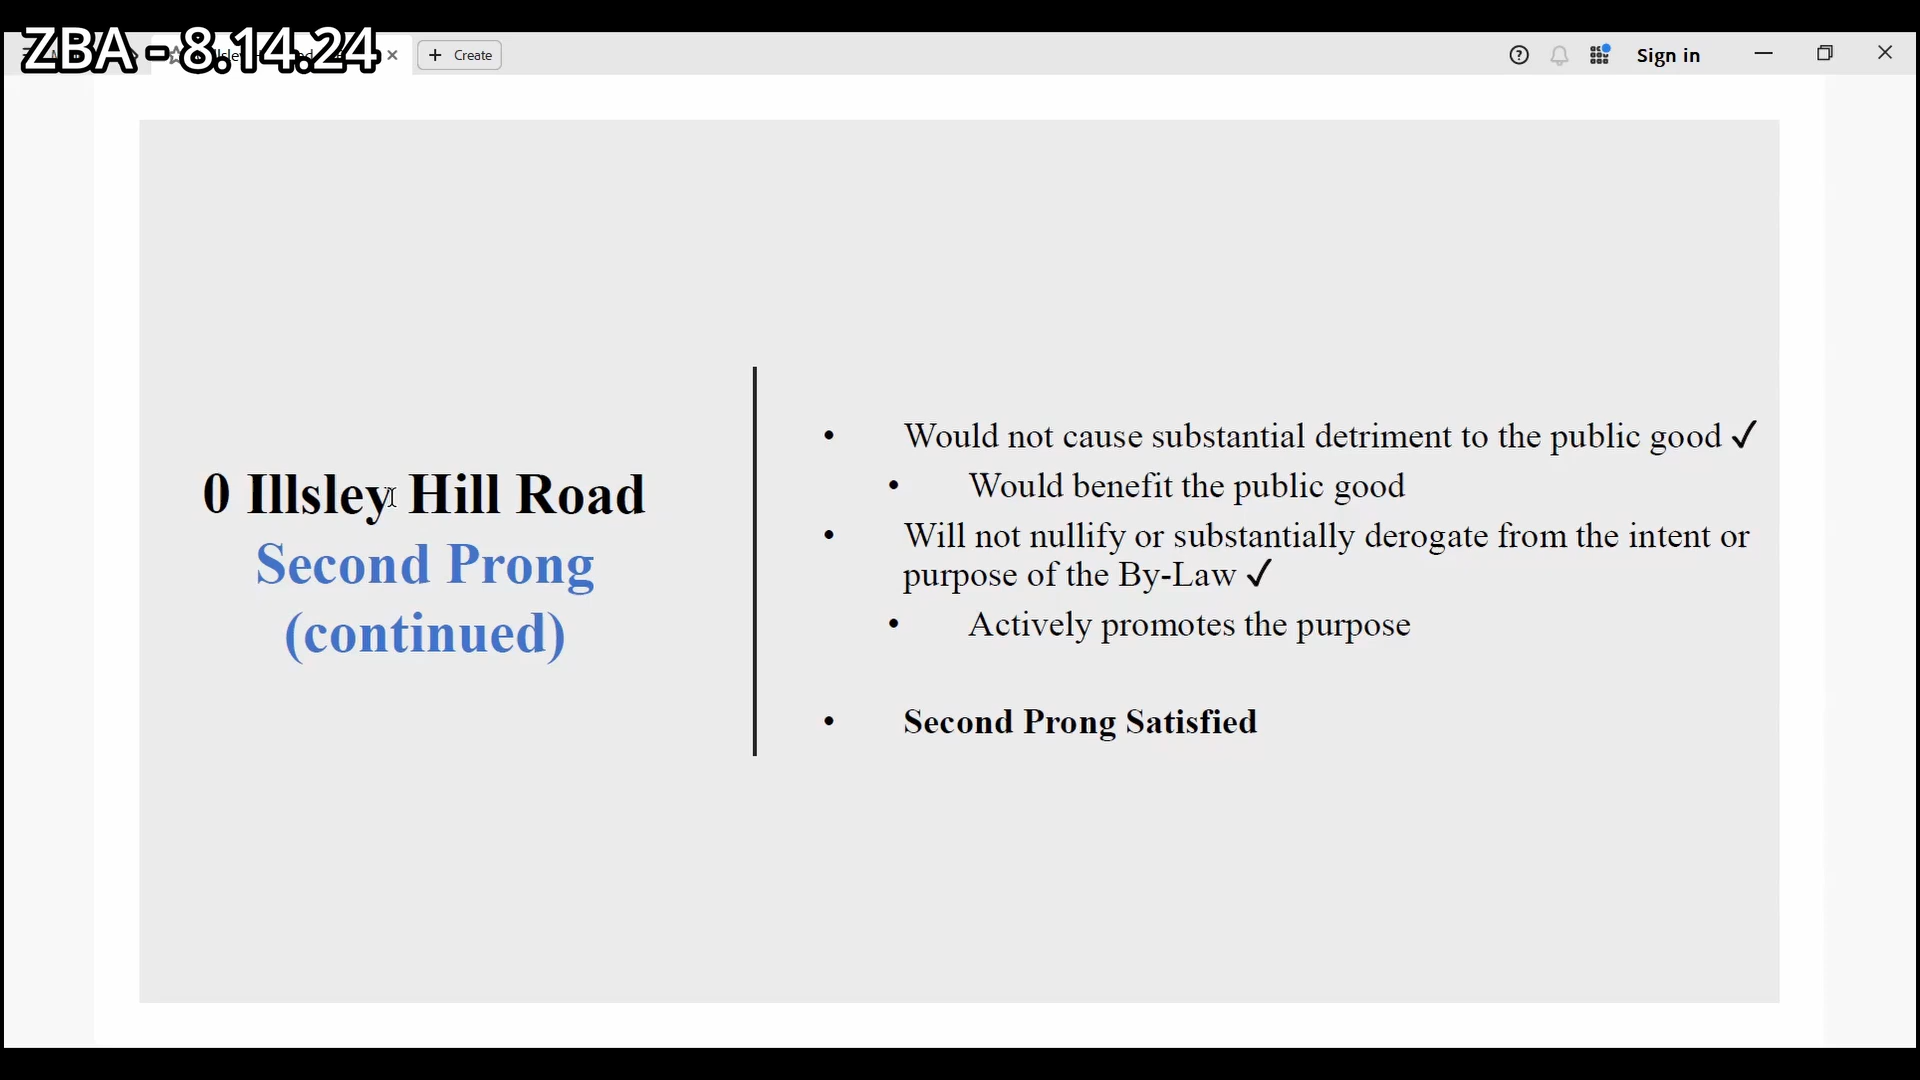 ZBA - 8.14.24
+ Create
Sign in
0 Illsley Hill Road
Second Prong
(continued)
• Would not cause substantial detriment to the public good ✓
• Would benefit the public good
• Will not nullify or substantially derogate from the intent or
purpose of the By-Law ✓
• Actively promotes the purpose
• Second Prong Satisfied